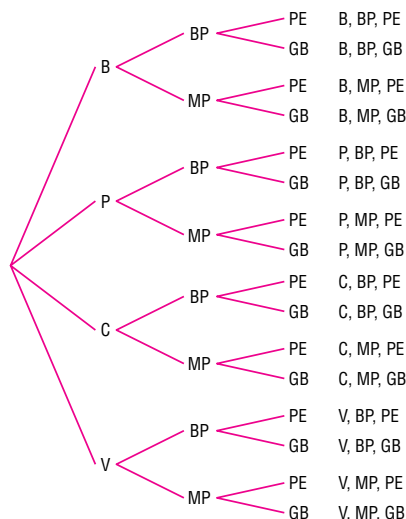 PE B, BP, PE
BP
GB B, BP, GB
B
PE B, MP, PE
MP
GB B, MP, GB
PE P, BP, PE
BP
GB P, BP, GB
P
PE P, MP, PE
MP
GB P, MP, GB
PE C, BP, PE
BP
GB C, BP, GB
C
PE C, MP, PE
MP
GB C, MP, GB
PE V, BP, PE
BP
GB V, BP, GB
V
PE V, MP, PE
MP
GB V, MP, GB